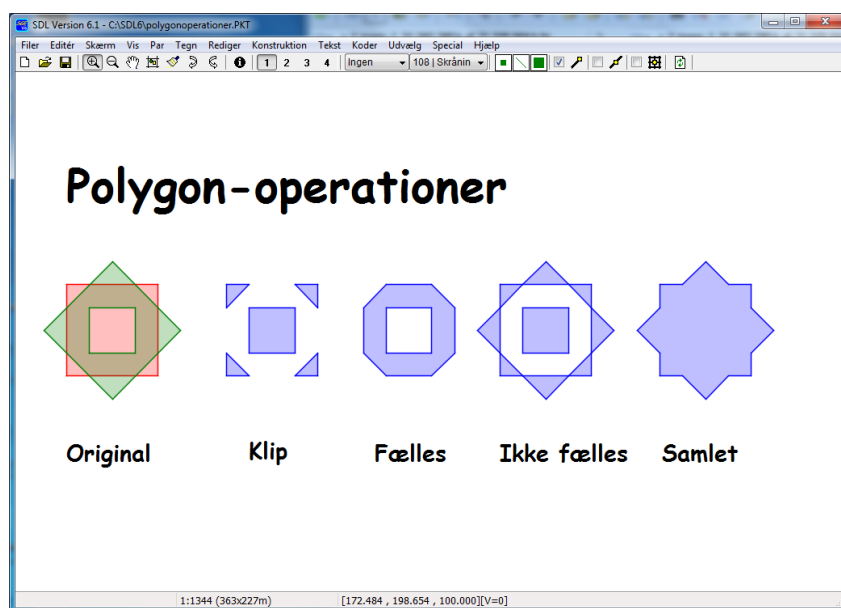 SDL Version 6.1 - C:\SDL6\polygonoperationer.PKT
Filer Editér Skærm Vis Par Tegn Rediger Konstruktion Tekst Koder Udvælg Special Hjælp
1 2 3 4 Ingen 108 | Skrånin
Polygon-operationer
Original Klip Fælles Ikke fælles Samlet
1:1344 (363x227m) [172.484 , 198.654 , 100.000][V=0]